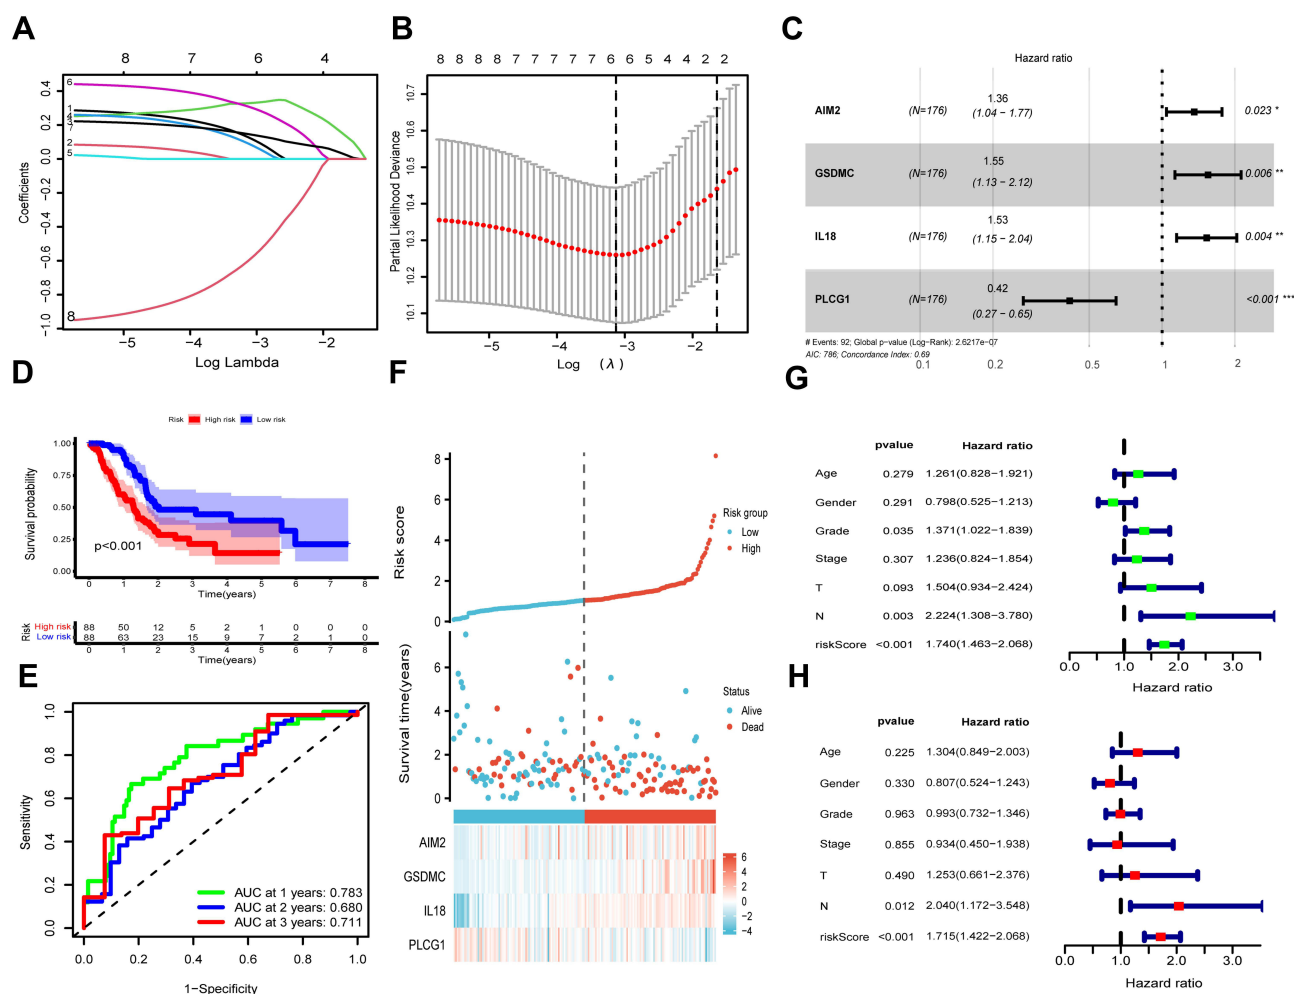 A
8 7 6 4
0.4
0.2
0.0
−0.2
−0.4
−0.6
−0.8
−1.0
Coefficients
6
1
4
3
7
2
5
8
−5 −4 −3 −2
Log Lambda
B
8 8 8 8 7 7 7 7 7 6 6 5 4 4 2 2
10.7
10.6
10.5
10.4
10.3
10.2
10.1
Partial Likelihood Deviance
−5 −4 −3 −2
Log (λ)
C
Hazard ratio
AIM2 (N=176) 1.36 (1.04 − 1.77) 0.023 *
GSDMC (N=176) 1.55 (1.13 − 2.12) 0.006 **
IL18 (N=176) 1.53 (1.15 − 2.04) 0.004 **
PLCG1 (N=176) 0.42 (0.27 − 0.65) <0.001 ***
# Events: 92; Global p−value (Log−Rank): 2.6217e−07
AIC: 786; Concordance Index: 0.69
0.1 0.2 0.5 1 2
D
Risk High risk Low risk
1.00
0.75
0.50
0.25
0.00
Survival probability
p<0.001
0 1 2 3 4 5 6 7 8
Time(years)
Risk
High risk 88 50 12 5 2 1 0 0 0
Low risk 88 63 23 15 9 7 2 1 0
0 1 2 3 4 5 6 7 8
Time(years)
E
1.0
0.8
0.6
0.4
0.2
0.0
Sensitivity
AUC at 1 years: 0.783
AUC at 2 years: 0.680
AUC at 3 years: 0.711
0.0 0.2 0.4 0.6 0.8 1.0
1−Specificity
F
8
6
4
2
0
Risk score
Risk group
Low
High
6
4
2
0
Survival time(years)
Status
Alive
Dead
AIM2
GSDMC
IL18
PLCG1
6
4
2
0
−2
−4
G
pvalue Hazard ratio
Age 0.279 1.261(0.828−1.921)
Gender 0.291 0.798(0.525−1.213)
Grade 0.035 1.371(1.022−1.839)
Stage 0.307 1.236(0.824−1.854)
T 0.093 1.504(0.934−2.424)
N 0.003 2.224(1.308−3.780)
riskScore <0.001 1.740(1.463−2.068)
0.0 1.0 2.0 3.0
Hazard ratio
H
pvalue Hazard ratio
Age 0.225 1.304(0.849−2.003)
Gender 0.330 0.807(0.524−1.243)
Grade 0.963 0.993(0.732−1.346)
Stage 0.855 0.934(0.450−1.938)
T 0.490 1.253(0.661−2.376)
N 0.012 2.040(1.172−3.548)
riskScore <0.001 1.715(1.422−2.068)
0.0 1.0 2.0 3.0
Hazard ratio